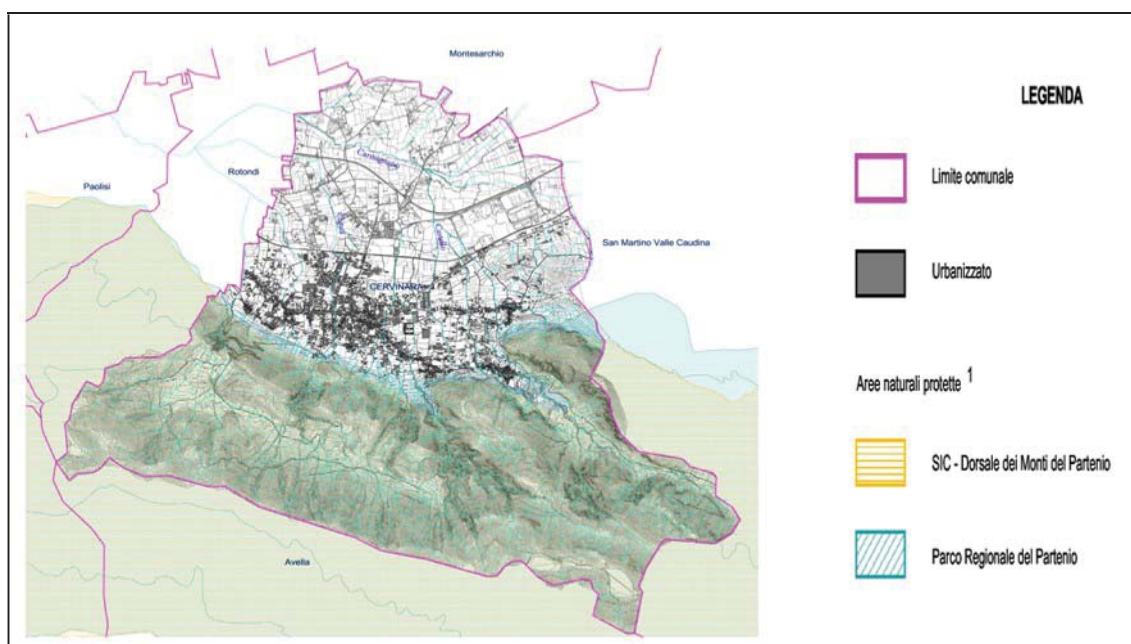 Montesarchio
Rotondi
Paolisi
San Martino Valle Caudina
CERVINARA
Avella
LEGENDA
Limite comunale
Urbanizzato
Aree naturali protette 1
SIC - Dorsale dei Monti del Partenio
Parco Regionale del Partenio